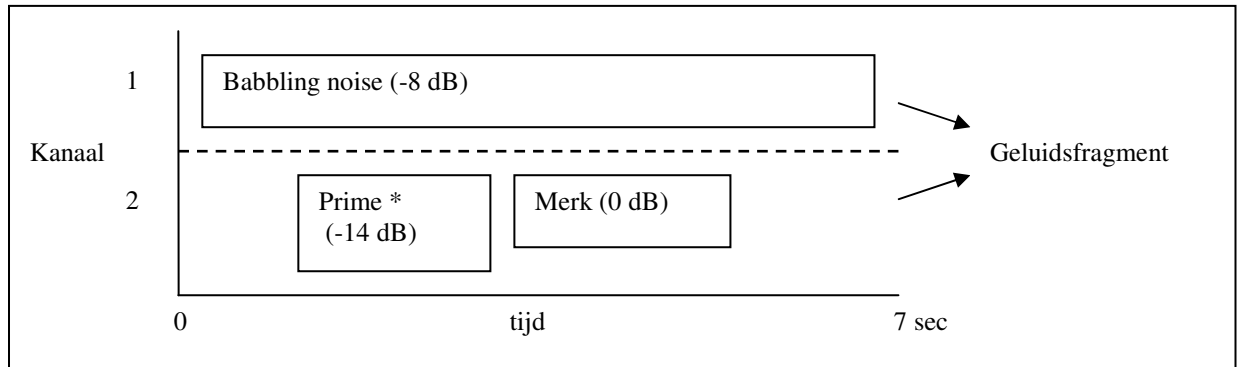 1
Babbling noise (-8 dB)
Kanaal
Geluidsfragment
2
Prime *
(-14 dB)
Merk (0 dB)
0
tijd
7 sec